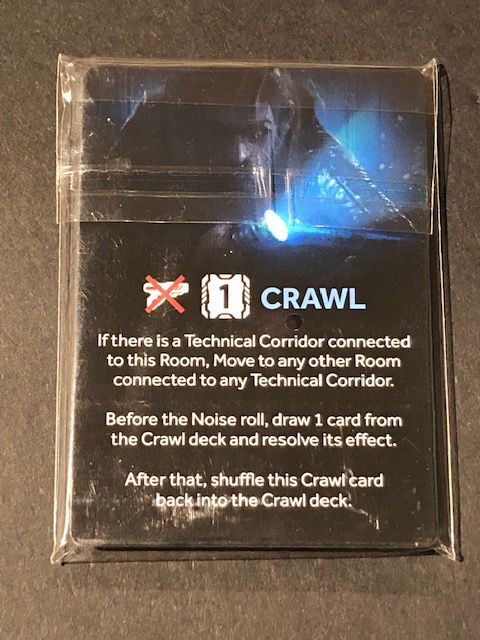 1 CRAWL
If there is a Technical Corridor connected
to this Room, Move to any other Room
connected to any Technical Corridor.
Before the Noise roll, draw 1 card from
the Crawl deck and resolve its effect.
After that, shuffle this Crawl card
back into the Crawl deck.